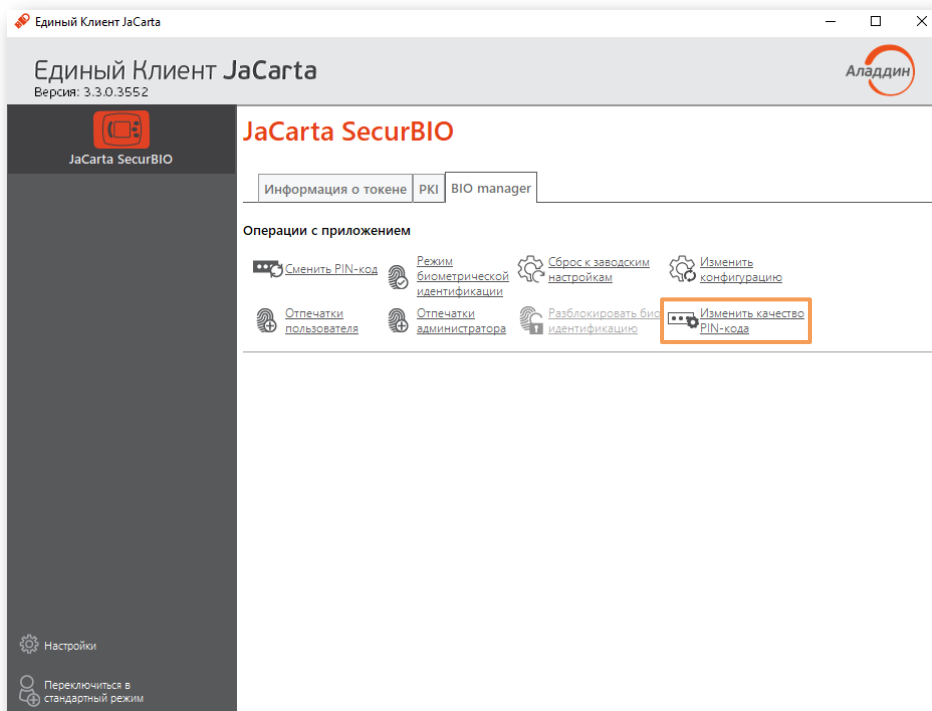 Единый Клиент JaCarta
Единый Клиент JaCarta
Версия: 3.3.0.3552
Аладдин
JaCarta SecurBIO
JaCarta SecurBIO
Информация о токене
PKI
BIO manager
Операции с приложением
Сменить PIN-код
Режим
биометрической
идентификации
Сброс к заводским
настройкам
Изменить
конфигурацию
Отпечатки
пользователя
Отпечатки
администратора
Разблокировать био
идентификацию
Изменить качество
PIN-кода
Настройки
Переключиться в
стандартный режим